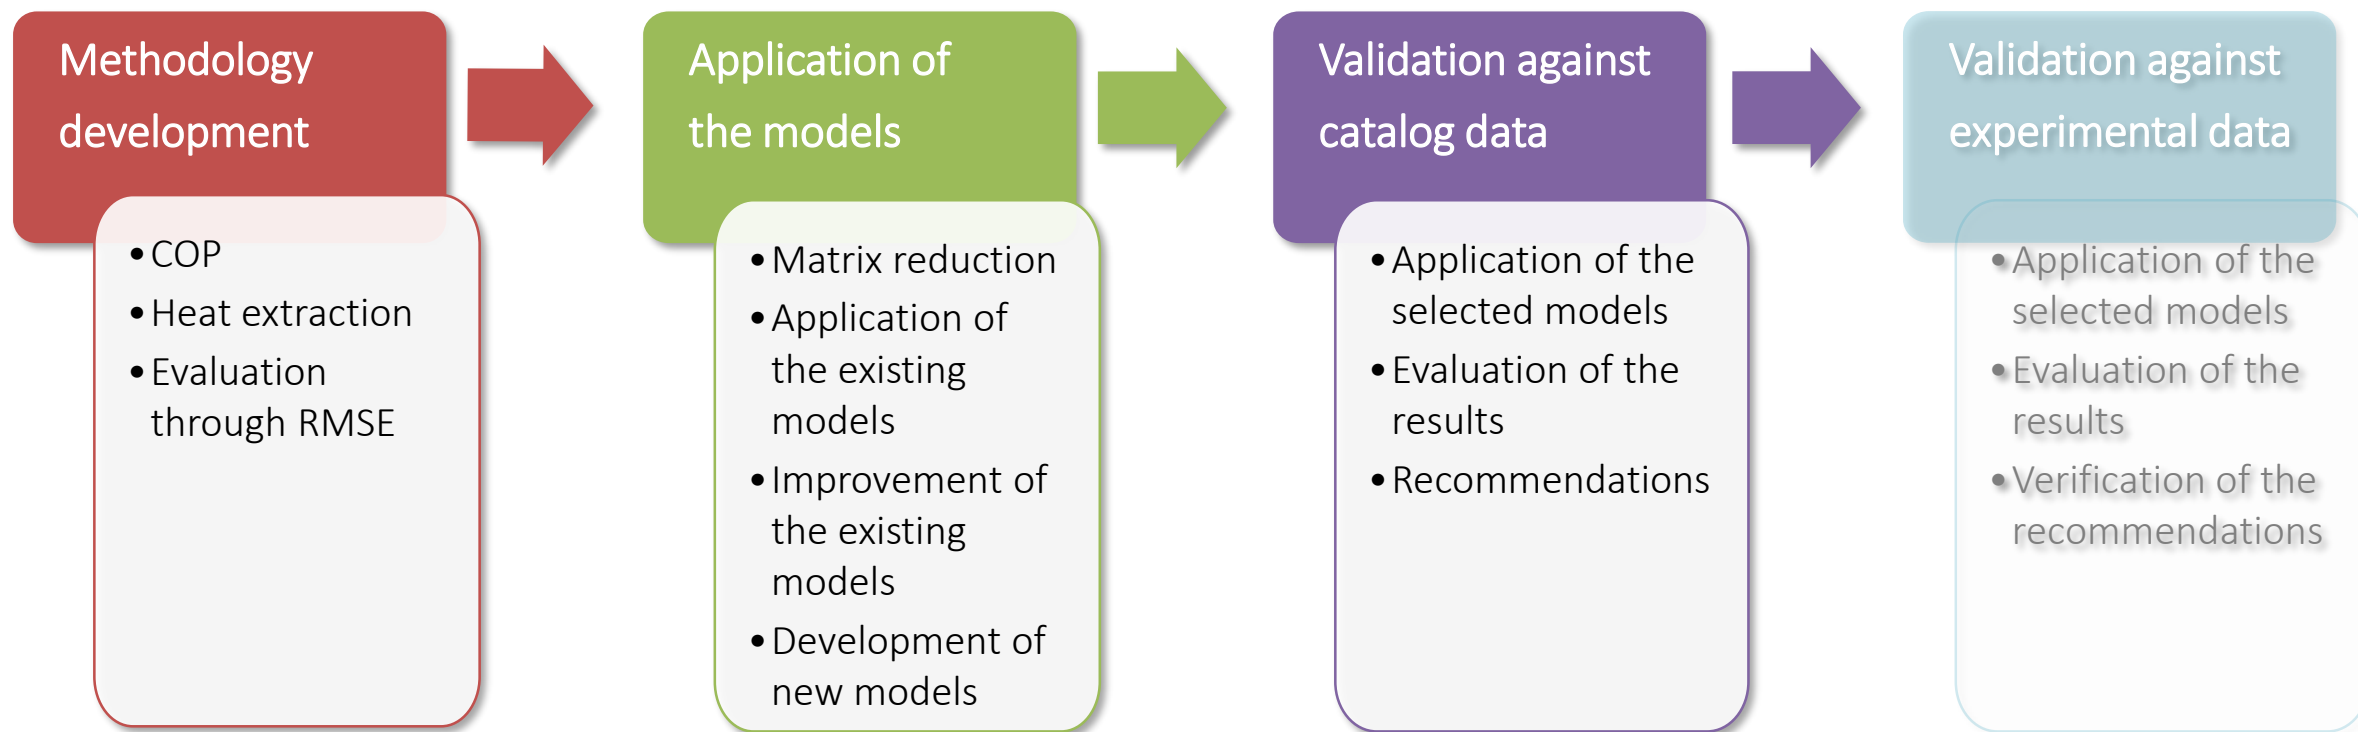 Methodology
development
• COP
• Heat extraction
• Evaluation
through RMSE
Application of
the models
• Matrix reduction
• Application of
the existing
models
• Improvement of
the existing
models
• Development of
new models
Validation against
catalog data
• Application of the
selected models
• Evaluation of the
results
• Recommendations
Validation against
experimental data
• Application of the
selected models
• Evaluation of the
results
• Verification of the
recommendations